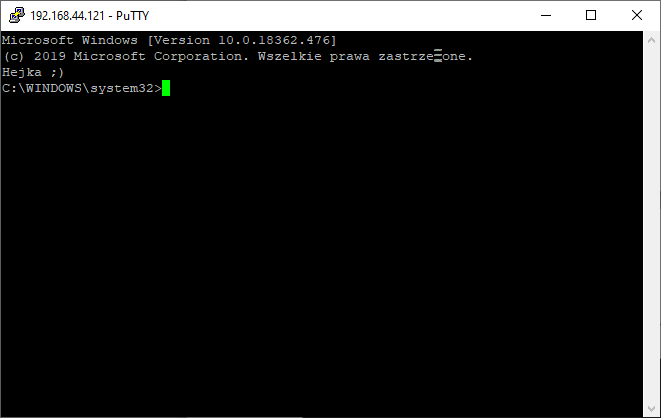 192.168.44.121 - PuTTY
Microsoft Windows [Version 10.0.18362.476]
(c) 2019 Microsoft Corporation. Wszelkie prawa
Hejka ;)
C:\WINDOWS\system32>